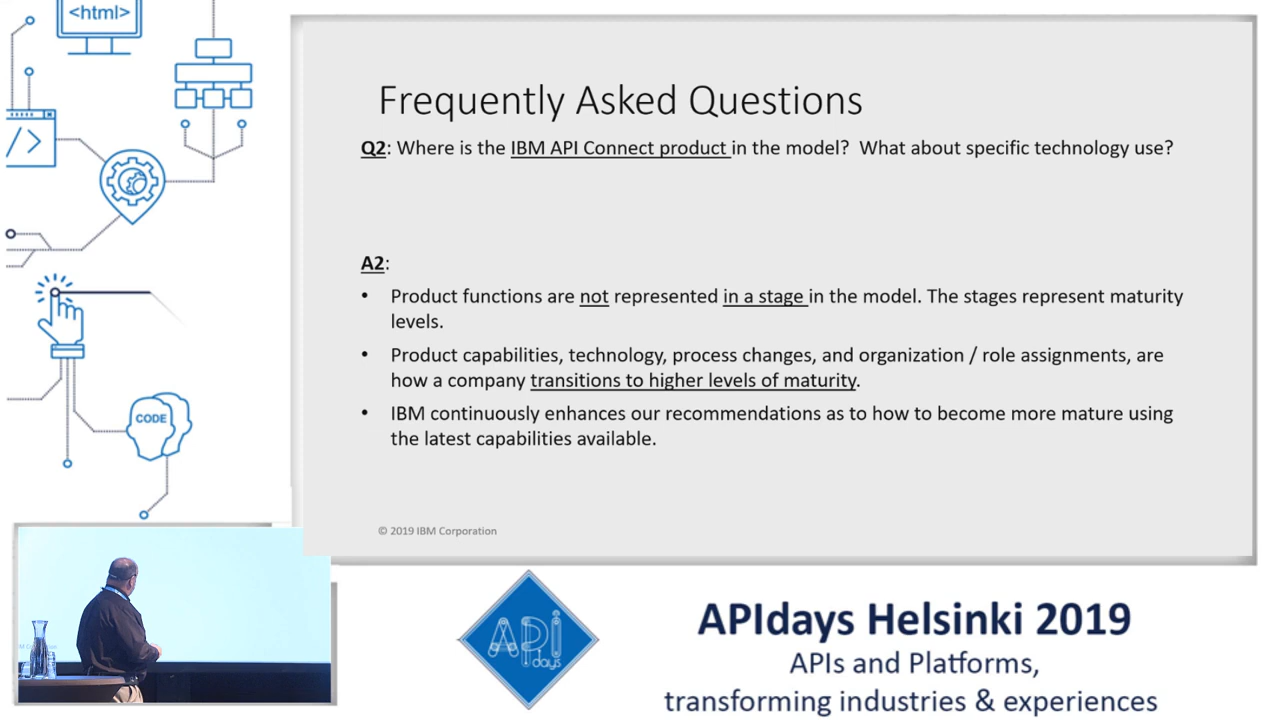 <html>
Frequently Asked Questions
Q2: Where is the IBM API Connect product in the model? What about specific technology use?
A2:
• Product functions are not represented in a stage in the model. The stages represent maturity
levels.
• Product capabilities, technology, process changes, and organization / role assignments, are
how a company transitions to higher levels of maturity.
• IBM continuously enhances our recommendations as to how to become more mature using
the latest capabilities available.
© 2019 IBM Corporation
</>
CODE
API
days
APIdays Helsinki 2019
APIs and Platforms,
transforming industries & experiences